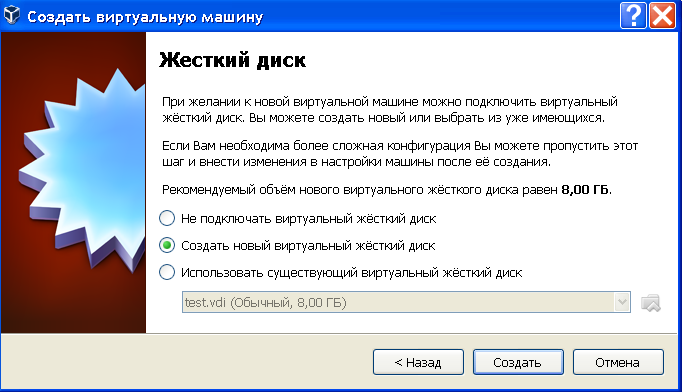 Создать виртуальную машину
Жесткий диск
При желании к новой виртуальной машине можно подключить виртуальный
жёсткий диск. Вы можете создать новый или выбрать из уже имеющихся.
Если Вам необходима более сложная конфигурация Вы можете пропустить этот
шаг и внести изменения в настройки машины после её создания.
Рекомендуемый объём нового виртуального жёсткого диска равен 8,00 ГБ.
Не подключать виртуальный жёсткий диск
Создать новый виртуальный жёсткий диск
Использовать существующий виртуальный жёсткий диск
test.vdi (Обычный, 8,00 ГБ)
< Назад
Создать
Отмена